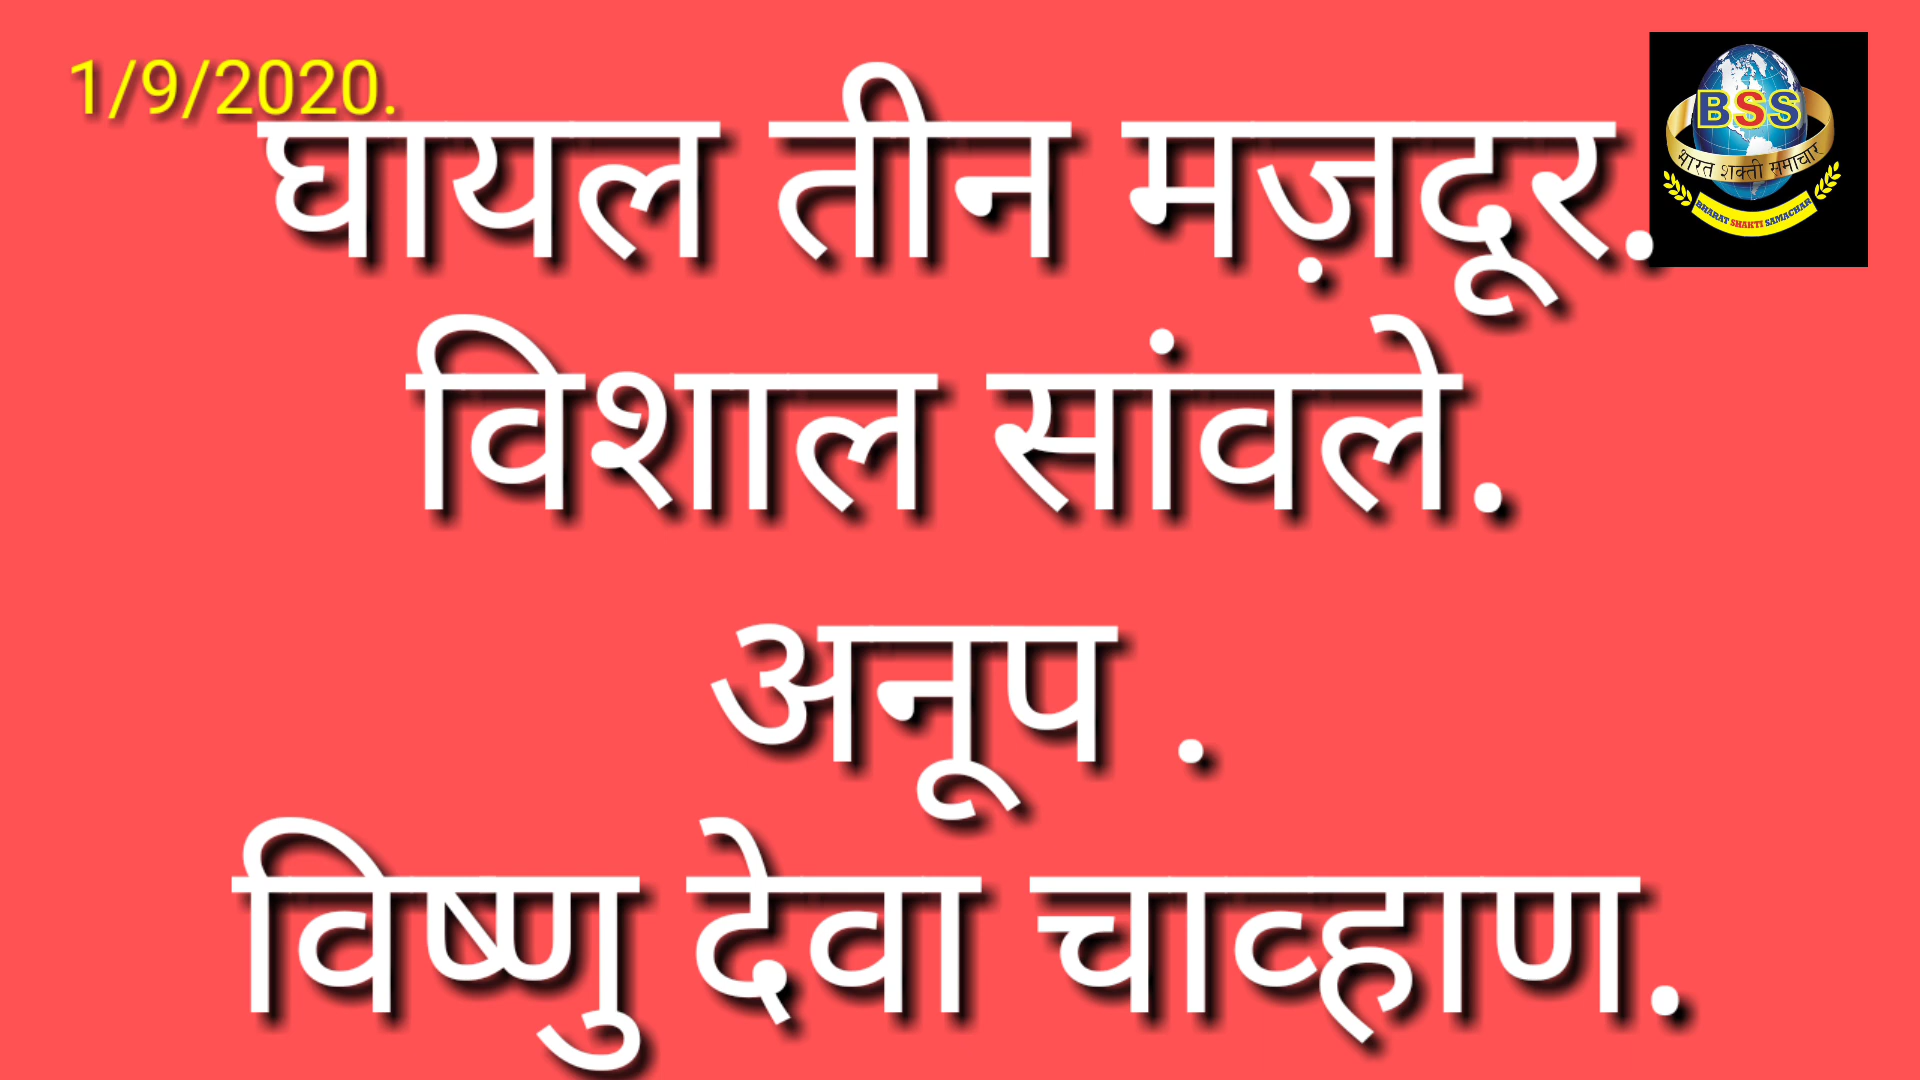 1/9/2020.
घायल तीन मज़दूर.
विशाल सांवले.
अनूप .
विष्णु देवा चाव्हाण.
BSS
भारत शक्ती समाचार
BHARAT SHAKTI SAMACHAR